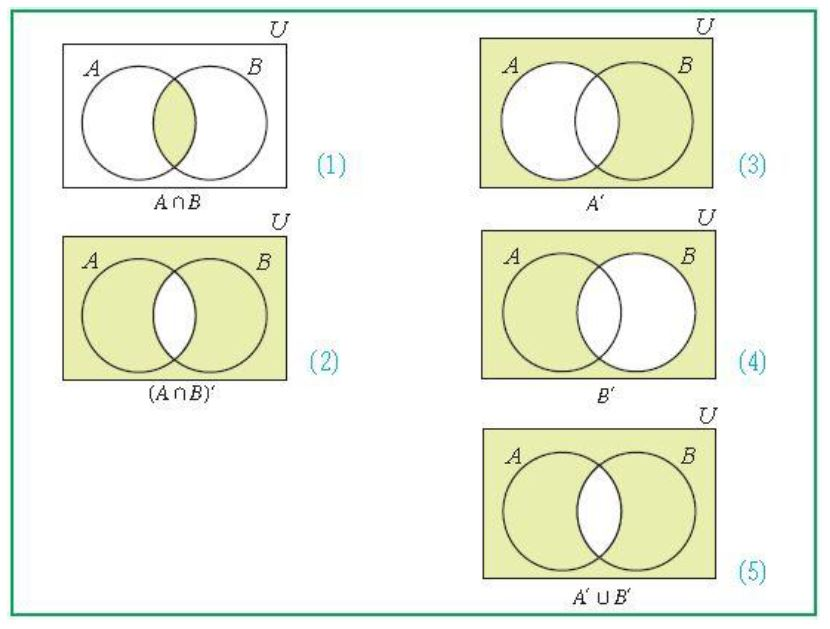 U
A B
(1)
A ∩ B
U
A B
(2)
(A ∩ B)′
U
A B
(3)
A′
U
A B
(4)
B′
U
A B
(5)
A′ ∪ B′